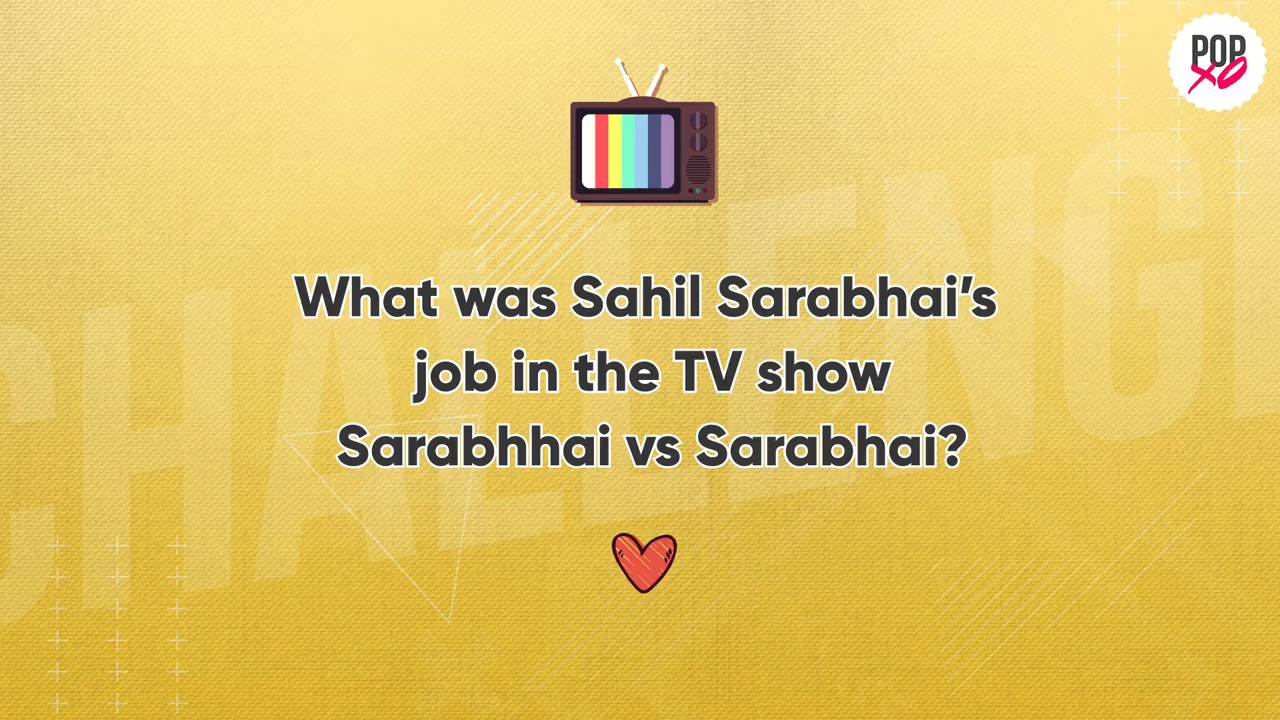 POP
XO
CHALLENGE
What was Sahil Sarabhai’s
job in the TV show
Sarabhhai vs Sarabhai?